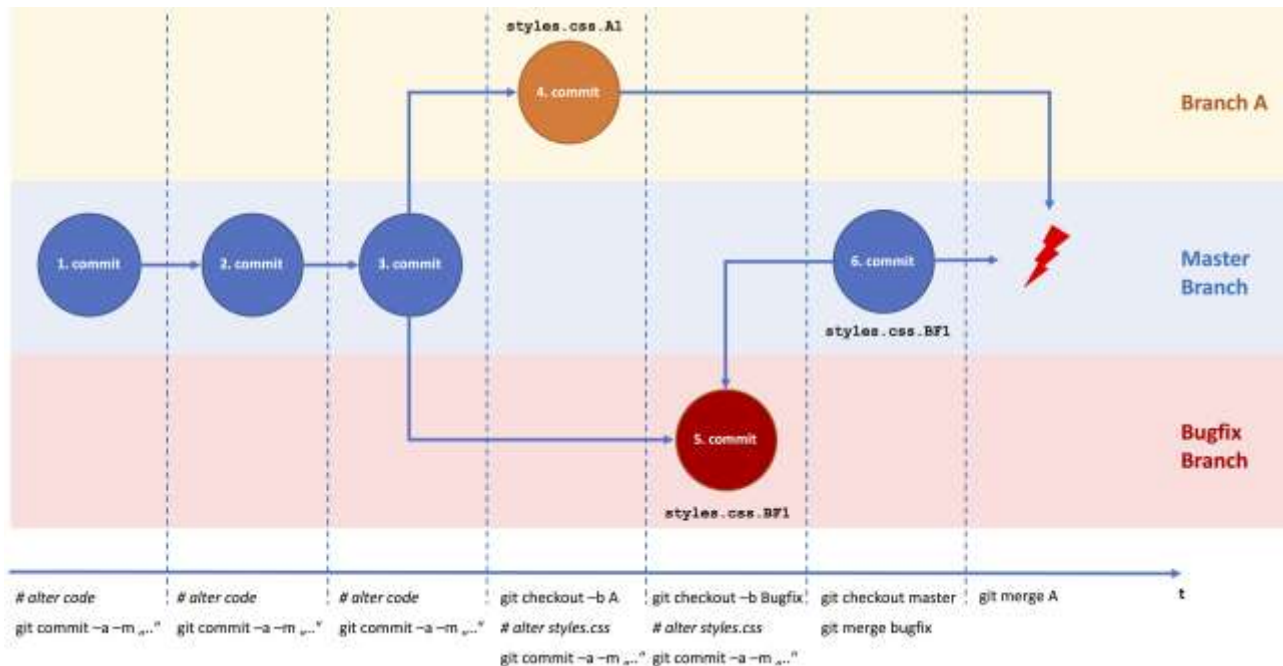 styles.css.A1
4. commit
Branch A
1. commit
2. commit
3. commit
6. commit
Master
Branch
styles.css.BF1
5. commit
Bugfix
Branch
styles.css.BF1
# alter code
git commit –a –m „..“
# alter code
git commit –a –m „..“
# alter code
git commit –a –m „..“
git checkout –b A
# alter styles.css
git commit –a –m „..“
git checkout –b Bugfix
# alter styles.css
git commit –a –m „..“
git checkout master
git merge bugfix
git merge A
t